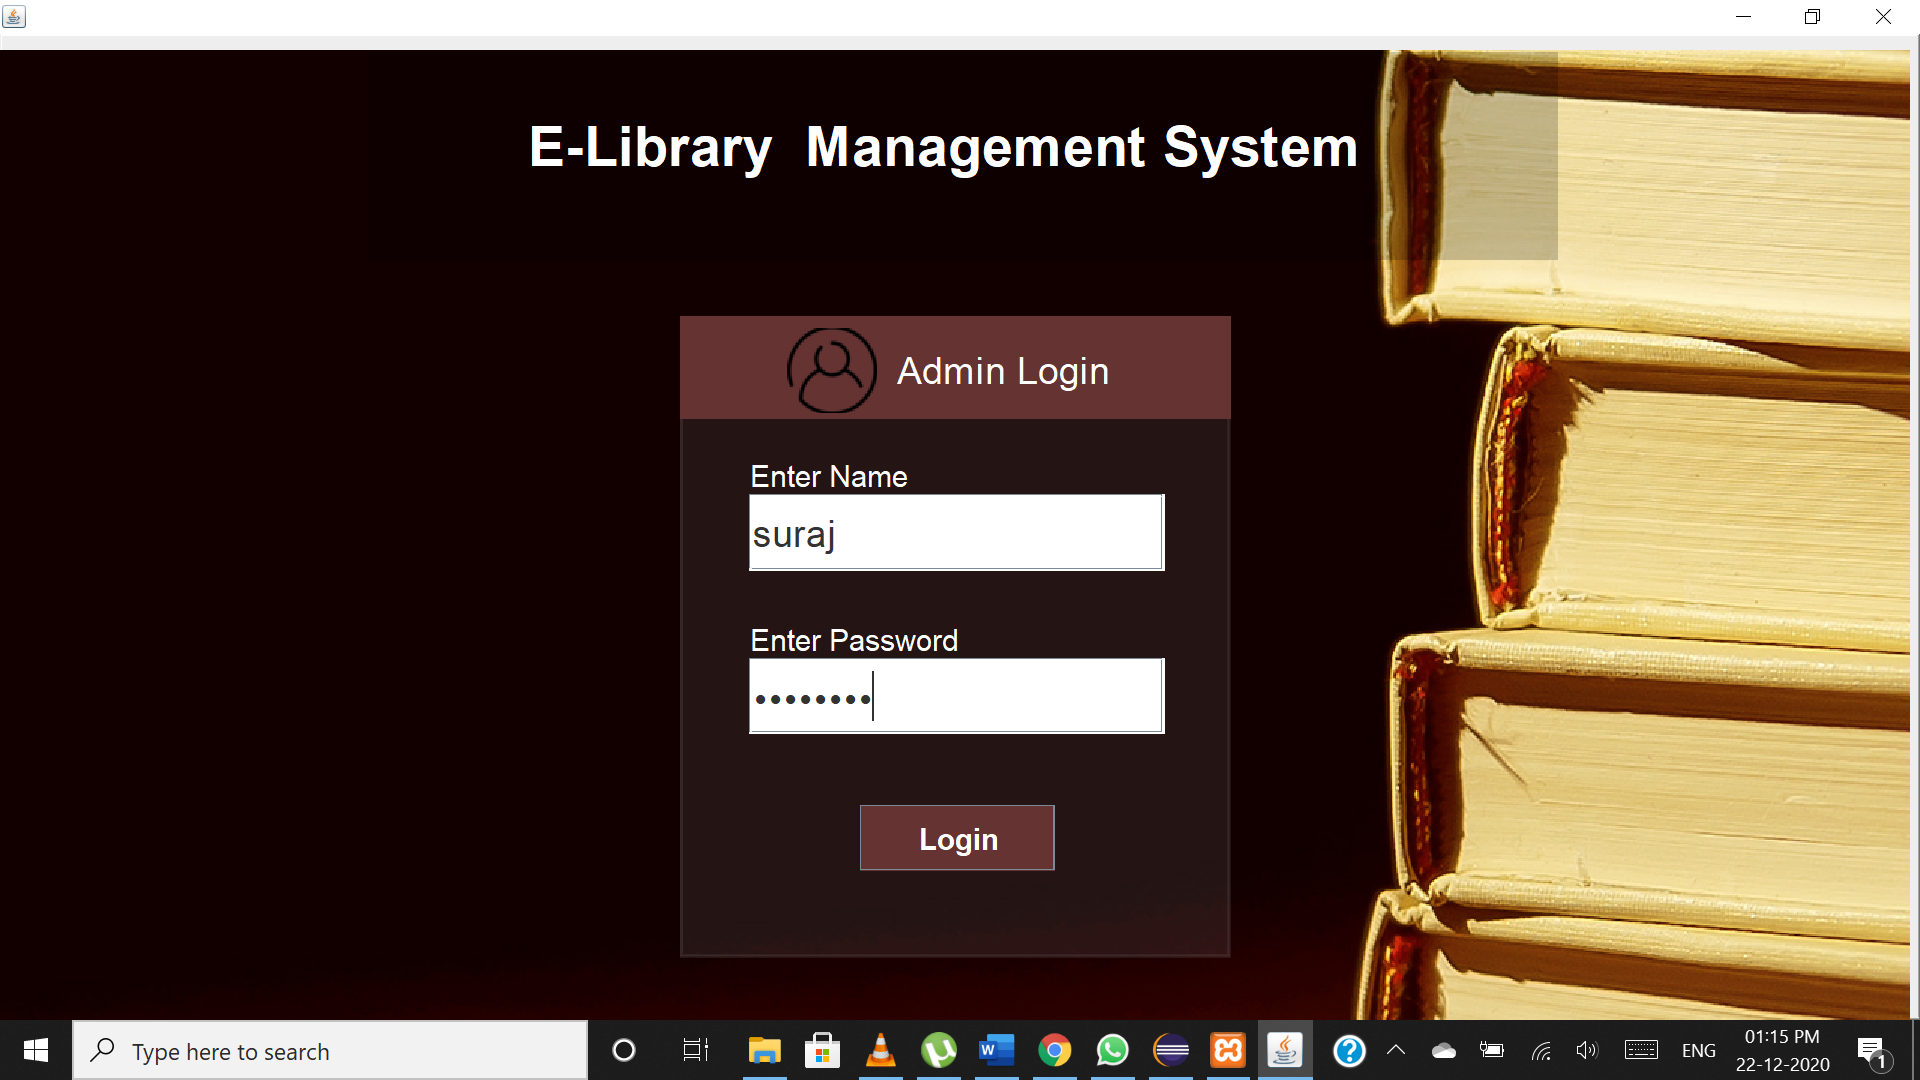 E-Library  Management System
Admin Login
Enter Name
suraj
Enter Password
••••••••
Login
Type here to search
W
ENG
01:15 PM
22-12-2020
1